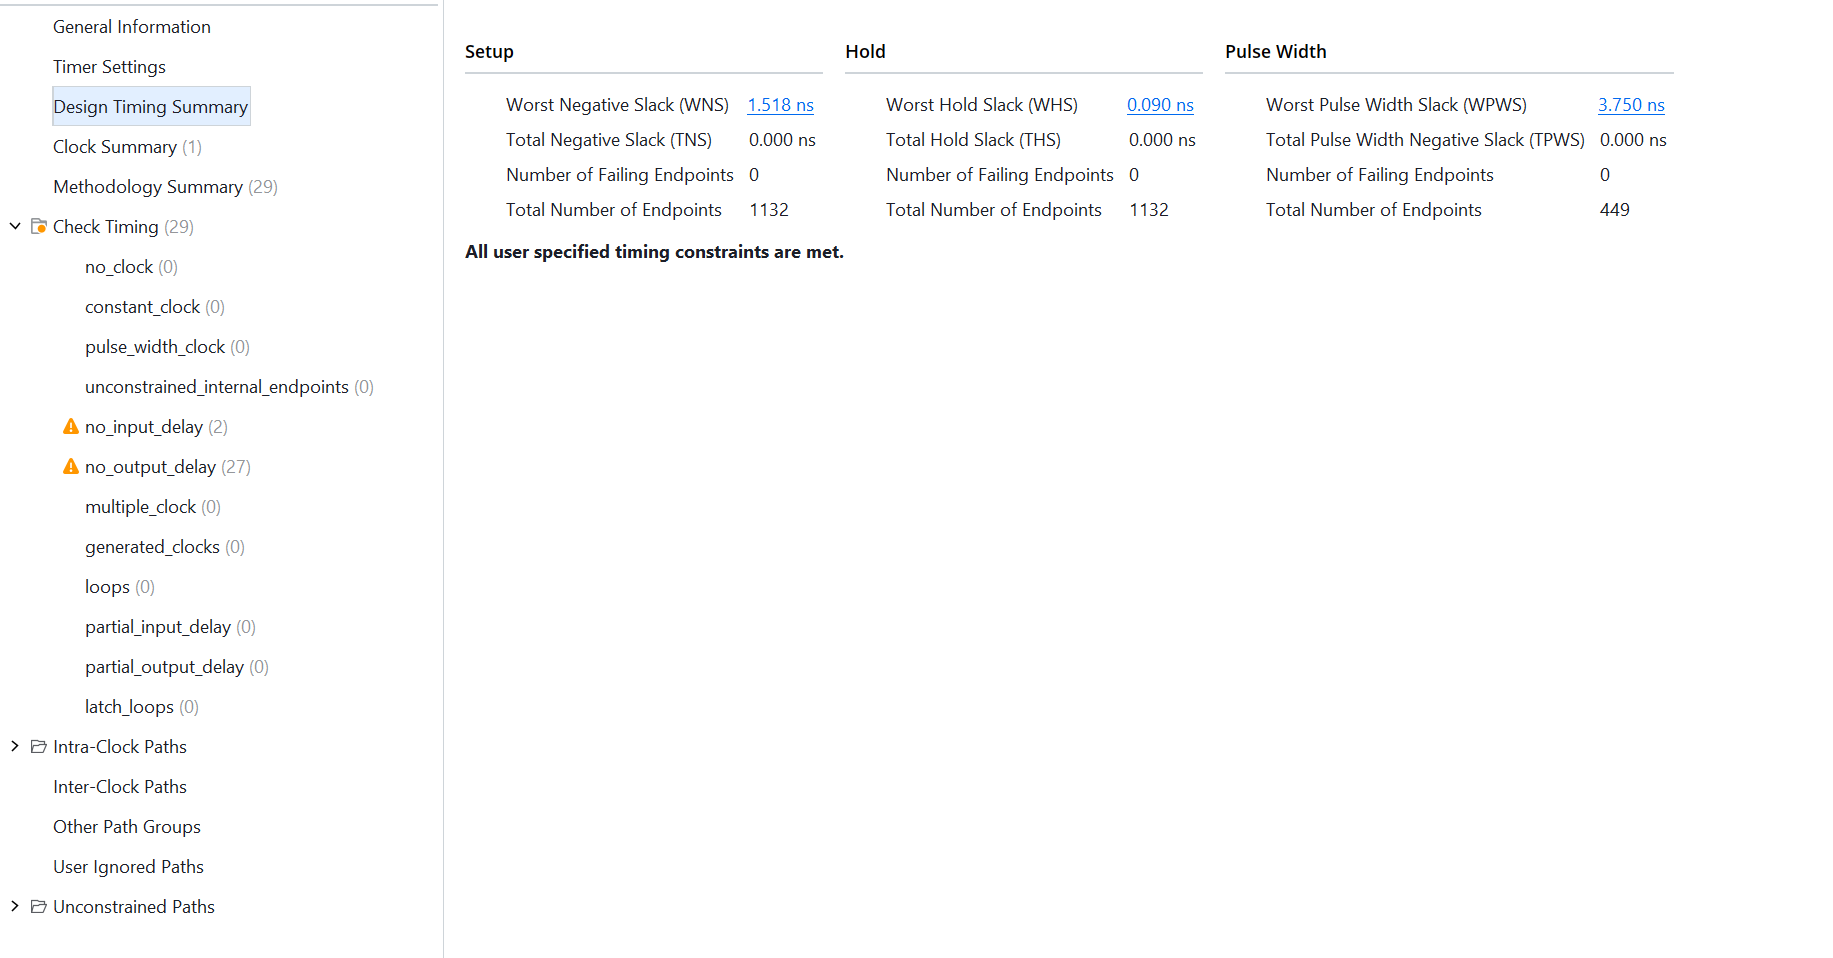 General Information
Timer Settings
Design Timing Summary
Clock Summary (1)
Methodology Summary (29)
Check Timing (29)
no_clock (0)
constant_clock (0)
pulse_width_clock (0)
unconstrained_internal_endpoints (0)
no_input_delay (2)
no_output_delay (27)
multiple_clock (0)
generated_clocks (0)
loops (0)
partial_input_delay (0)
partial_output_delay (0)
latch_loops (0)
Intra-Clock Paths
Inter-Clock Paths
Other Path Groups
User Ignored Paths
Unconstrained Paths
Setup
Worst Negative Slack (WNS) 1.518 ns
Total Negative Slack (TNS) 0.000 ns
Number of Failing Endpoints 0
Total Number of Endpoints 1132
Hold
Worst Hold Slack (WHS) 0.090 ns
Total Hold Slack (THS) 0.000 ns
Number of Failing Endpoints 0
Total Number of Endpoints 1132
Pulse Width
Worst Pulse Width Slack (WPWS) 3.750 ns
Total Pulse Width Negative Slack (TPWS) 0.000 ns
Number of Failing Endpoints 0
Total Number of Endpoints 449
All user specified timing constraints are met.